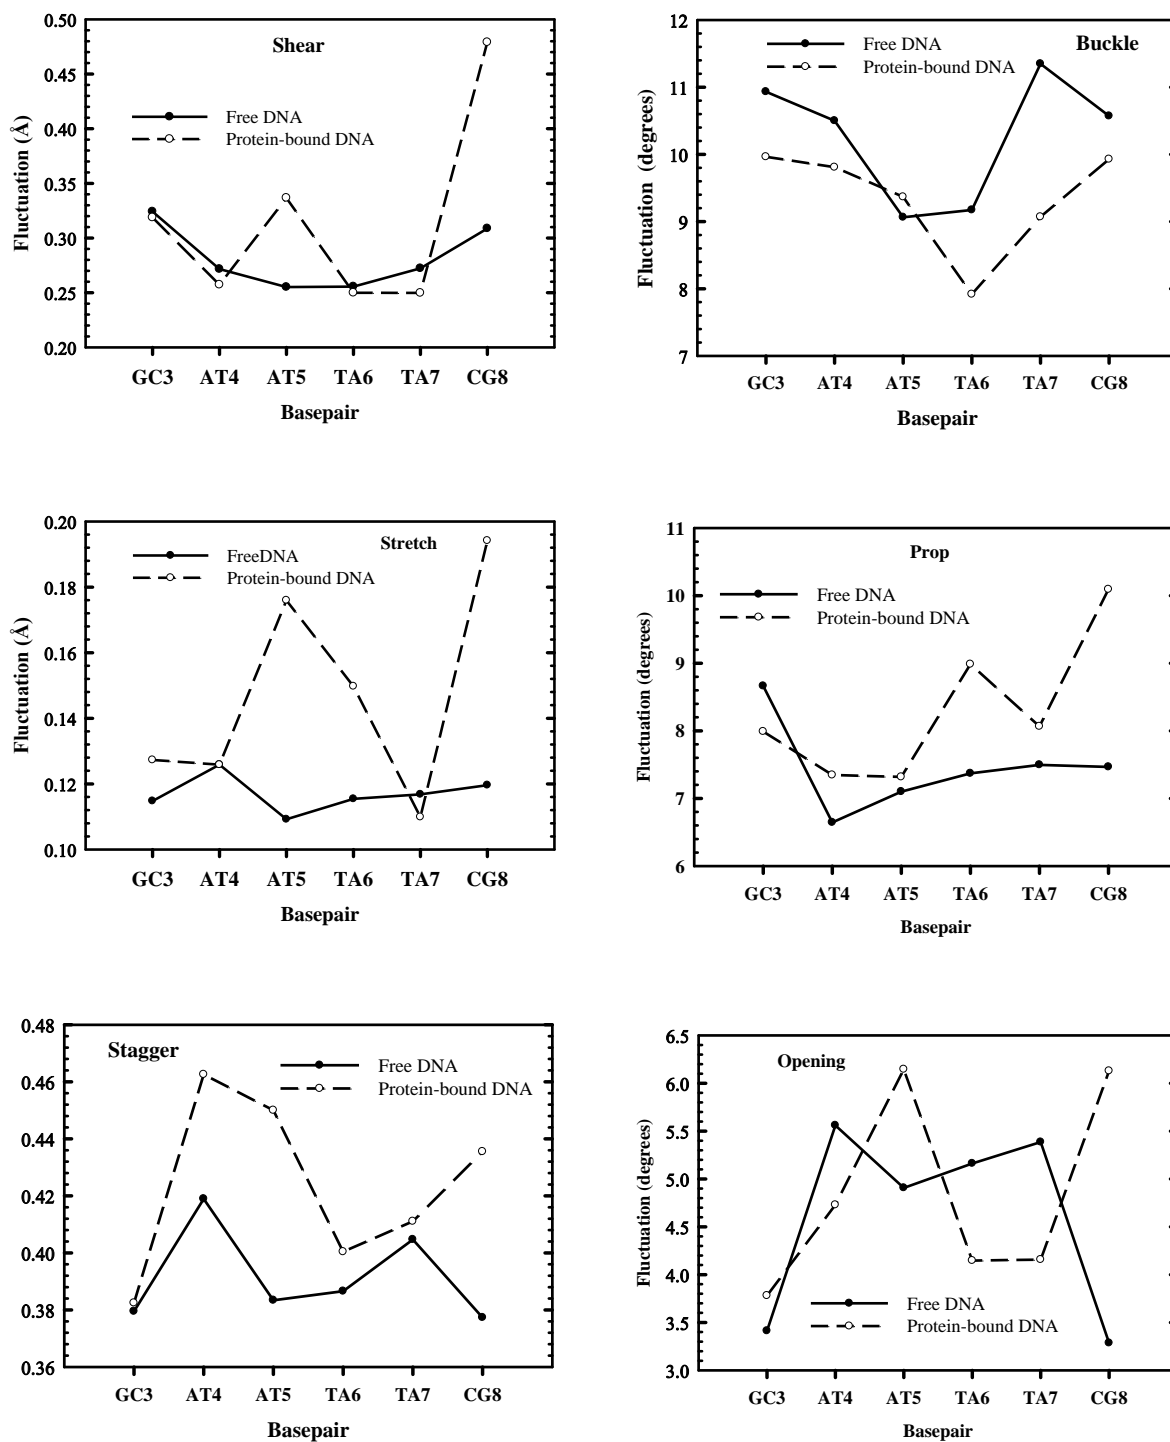 Shear
Free DNA
Protein-bound DNA
Fluctuation (Å)
0.50
0.45
0.40
0.35
0.30
0.25
0.20
GC3 AT4 AT5 TA6 TA7 CG8
Basepair
Buckle
Free DNA
Protein-bound DNA
Fluctuation (degrees)
12
11
10
9
8
7
GC3 AT4 AT5 TA6 TA7 CG8
Basepair
Stretch
FreeDNA
Protein-bound DNA
Fluctuation (Å)
0.20
0.18
0.16
0.14
0.12
0.10
GC3 AT4 AT5 TA6 TA7 CG8
Basepair
Prop
Free DNA
Protein-bound DNA
Fluctuation (degrees)
11
10
9
8
7
6
GC3 AT4 AT5 TA6 TA7 CG8
Basepair
Stagger
Free DNA
Protein-bound DNA
0.48
0.46
0.44
0.42
0.40
0.38
0.36
GC3 AT4 AT5 TA6 TA7 CG8
Basepair
Opening
Free DNA
Protein-bound DNA
Fluctuation (degrees)
6.5
6.0
5.5
5.0
4.5
4.0
3.5
3.0
GC3 AT4 AT5 TA6 TA7 CG8
Basepair